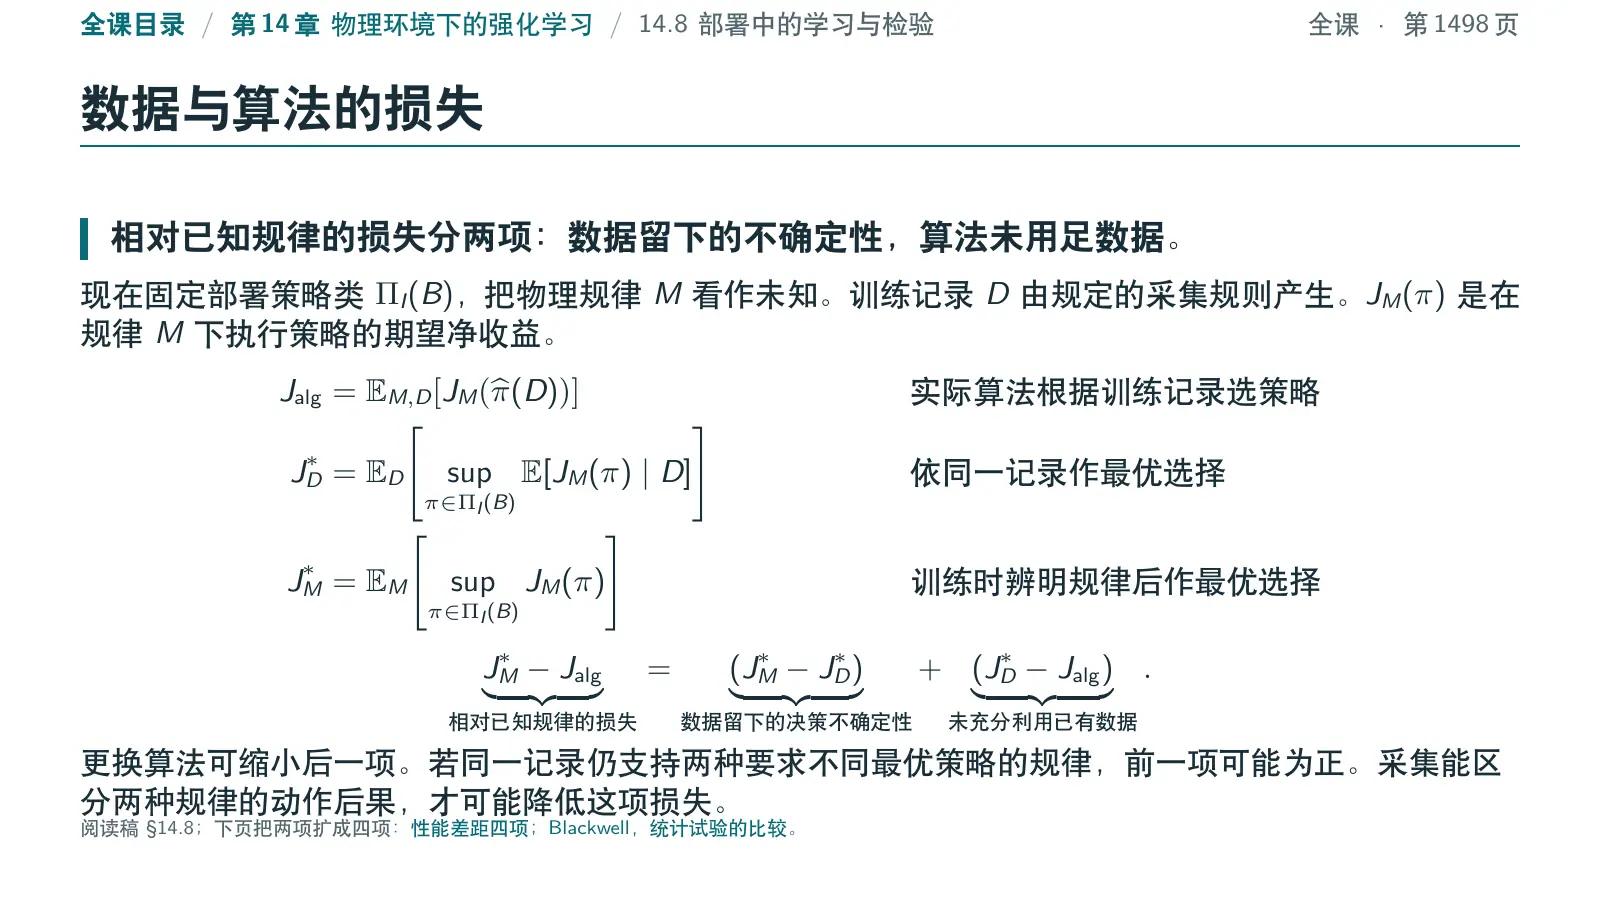 全课目录 / 第 14 章 物理环境下的强化学习 / 14.8 部署中的学习与检验 全课 · 第 1498 页
数据与算法的损失
相对已知规律的损失分两项：数据留下的不确定性，算法未用足数据。
现在固定部署策略类 Π_I(B)，把物理规律 M 看作未知。训练记录 D 由规定的采集规则产生。J_M(π) 是在
规律 M 下执行策略的期望净收益。
J_alg = 𝔼_{M,D}[J_M(π̂(D))] 实际算法根据训练记录选策略
J_D^* = 𝔼_D[sup_{π∈Π_I(B)} 𝔼[J_M(π) | D]] 依同一记录作最优选择
J_M^* = 𝔼_M[sup_{π∈Π_I(B)} J_M(π)] 训练时辨明规律后作最优选择
J_M^* − J_alg = (J_M^* − J_D^*) + (J_D^* − J_alg) .
相对已知规律的损失 数据留下的决策不确定性 未充分利用已有数据
更换算法可缩小后一项。若同一记录仍支持两种要求不同最优策略的规律，前一项可能为正。采集能区
分两种规律的动作后果，才可能降低这项损失。
阅读稿 §14.8；下页把两项扩成四项：性能差距四项；Blackwell，统计试验的比较。